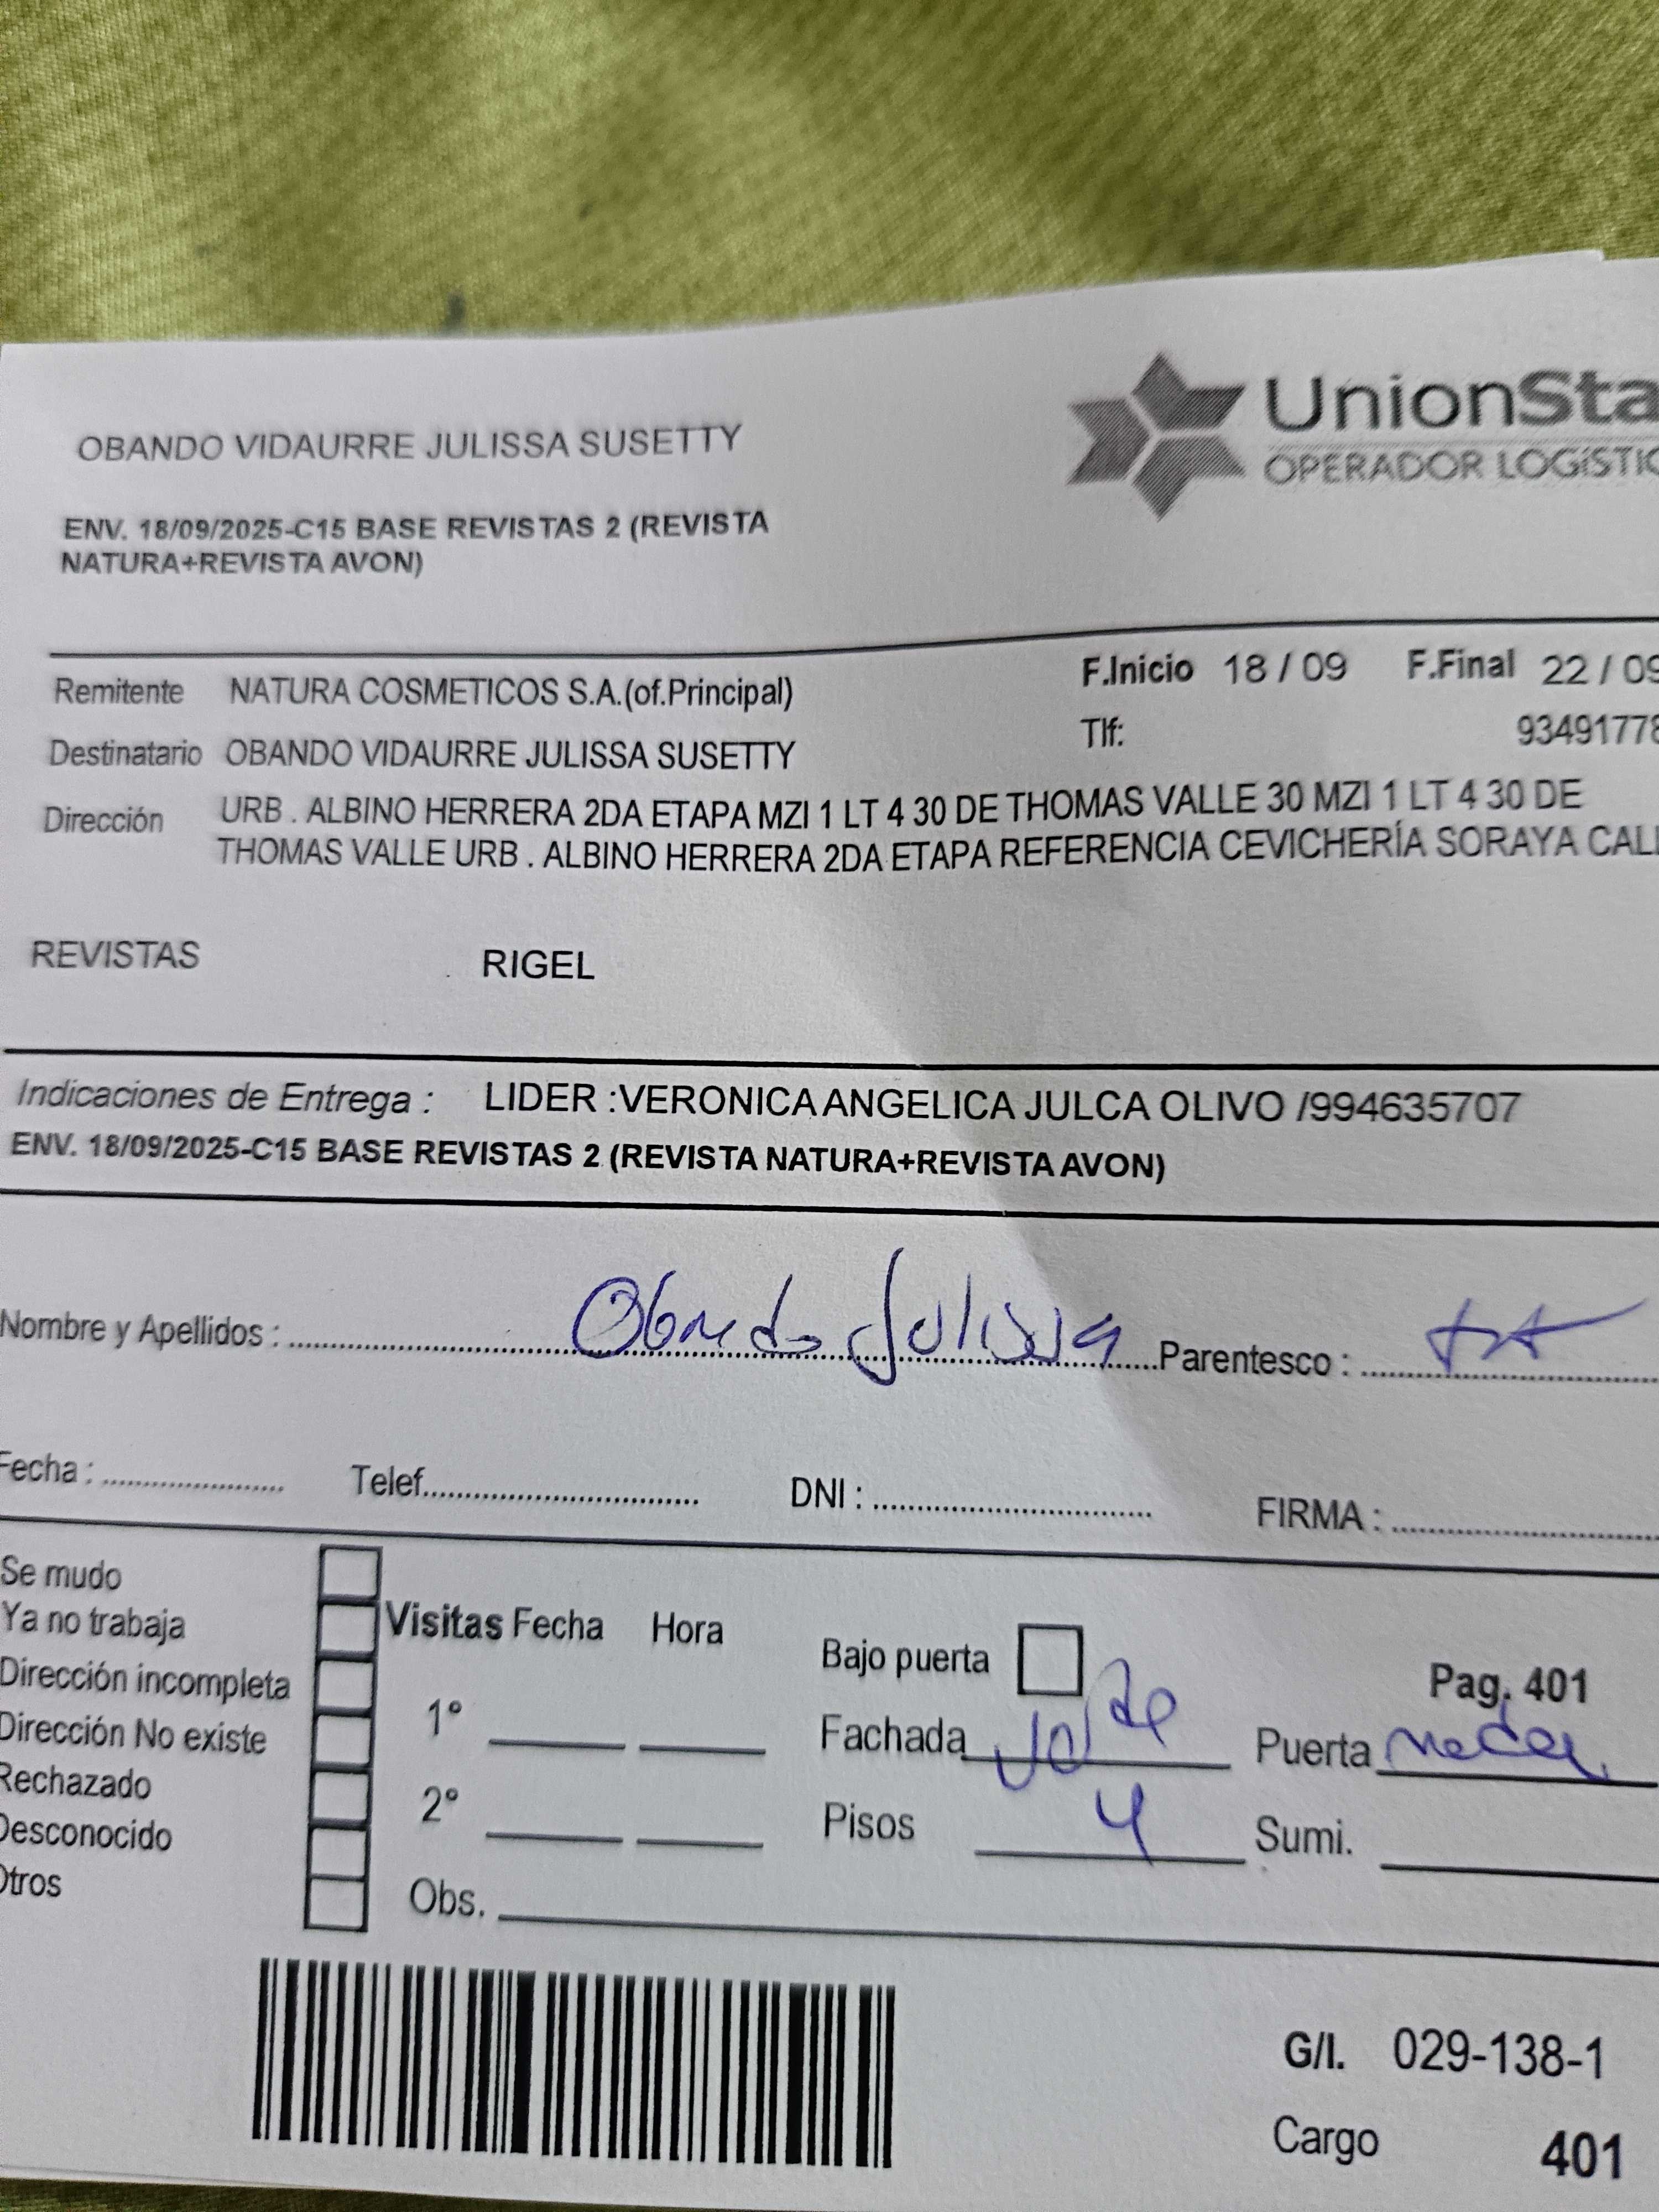 OBANDO VIDAURRE JULISSA SUSETTY
UnionSta
OPERADOR LOGÍSTIC
ENV. 18/09/2025-C15 BASE REVISTAS 2 (REVISTA
NATURA+REVISTA AVON)
Remitente NATURA COSMETICOS S.A.(of.Principal) F.Inicio 18 / 09 F.Final 22 / 09
Destinatario OBANDO VIDAURRE JULISSA SUSETTY Tlf: 93491778
Dirección URB . ALBINO HERRERA 2DA ETAPA MZI 1 LT 4 30 DE THOMAS VALLE 30 MZI 1 LT 4 30 DE
THOMAS VALLE URB . ALBINO HERRERA 2DA ETAPA REFERENCIA CEVICHERÍA SORAYA CALL
REVISTAS RIGEL
Indicaciones de Entrega : LIDER :VERONICA ANGELICA JULCA OLIVO /994635707
ENV. 18/09/2025-C15 BASE REVISTAS 2 (REVISTA NATURA+REVISTA AVON)
Nombre y Apellidos : Obando Julissa Parentesco :
Fecha : Telef. DNI : FIRMA :
Se mudo
Ya no trabaja
Dirección incompleta
Dirección No existe
Rechazado
Desconocido
Otros
Visitas Fecha Hora
1°
2°
Obs.
Bajo puerta
Pag. 401
Fachada Puerta
Pisos 4 Sumi.
G/I. 029-138-1
Cargo 401